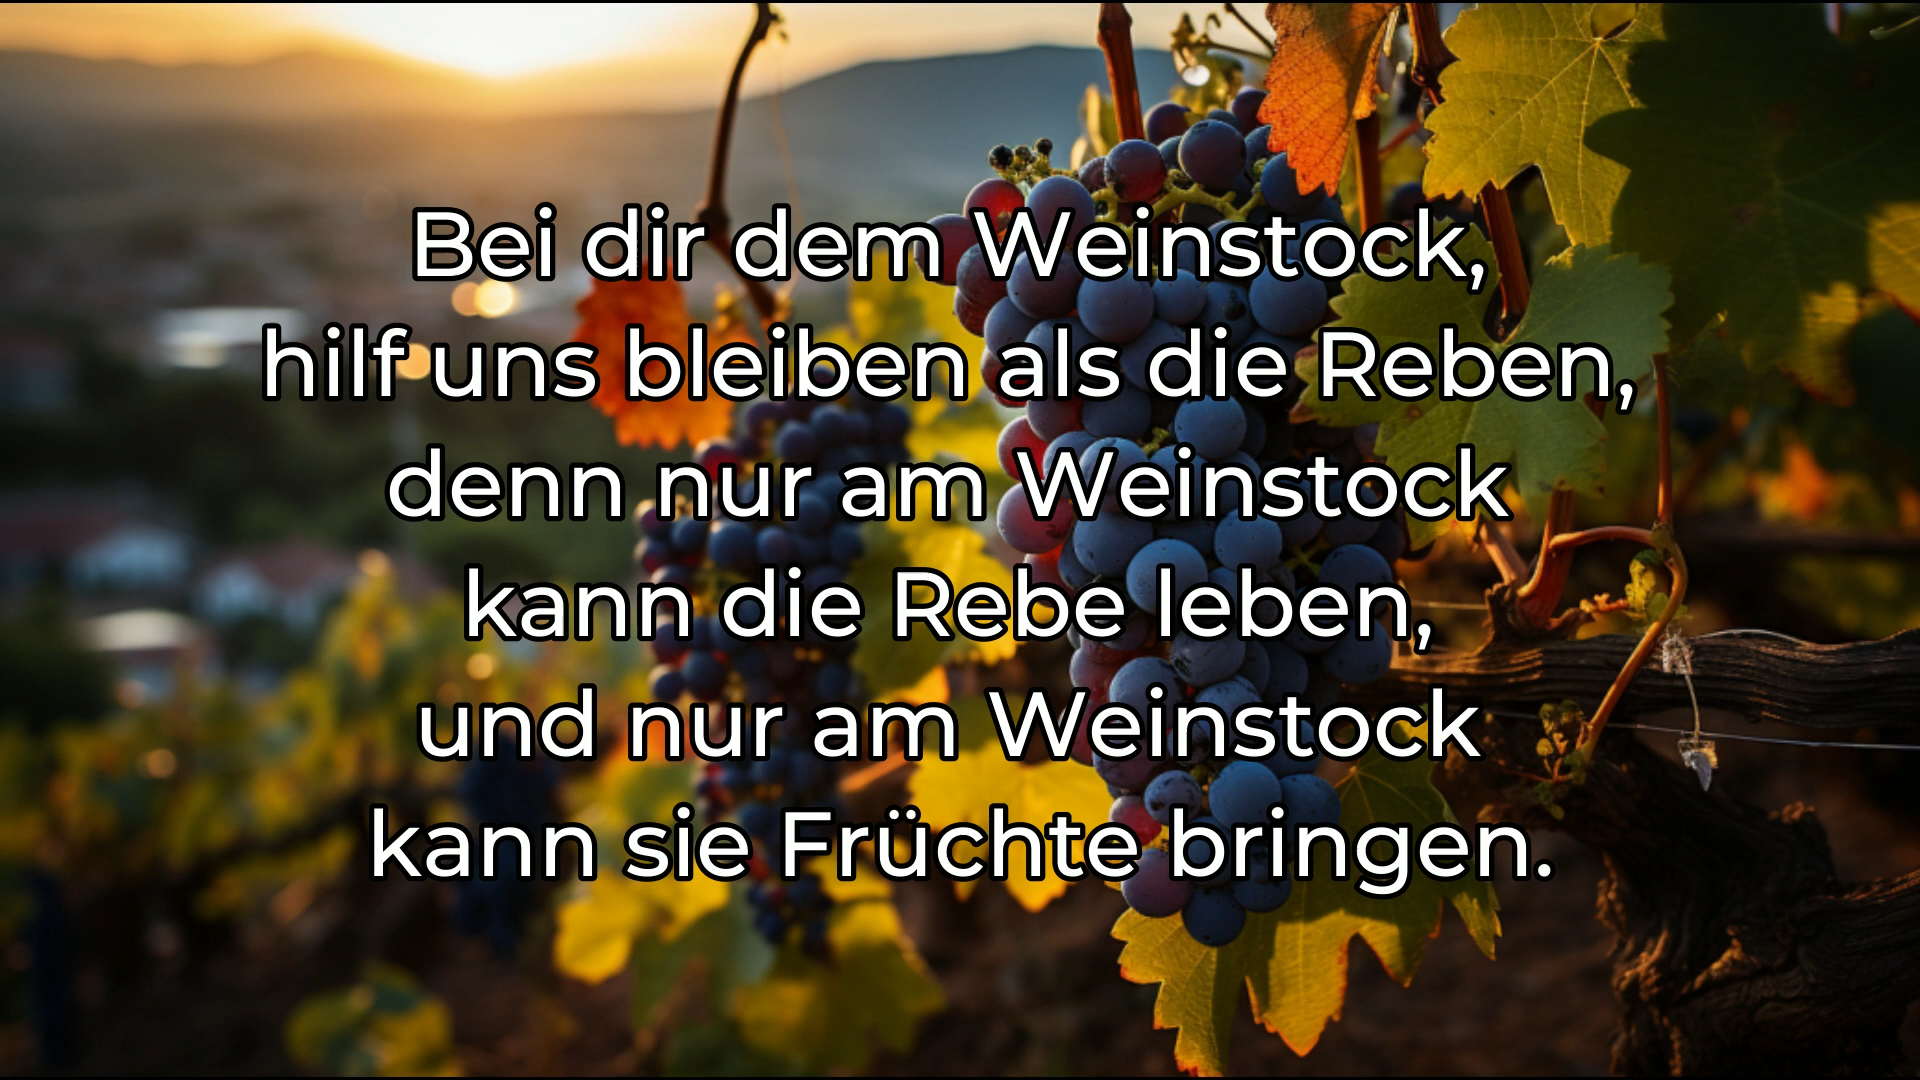 Bei dir dem Weinstock,
hilf uns bleiben als die Reben,
denn nur am Weinstock
kann die Rebe leben,
und nur am Weinstock
kann sie Früchte bringen.